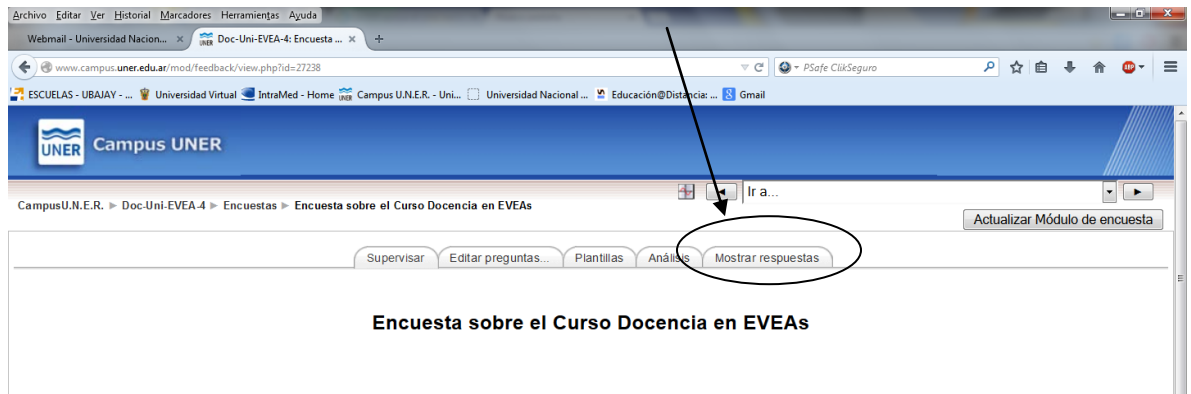 Archivo Editar Ver Historial Marcadores Herramientas Ayuda
Webmail - Universidad Nacion... × UNER Doc-Uni-EVEA-4: Encuesta ... × +
www.campus.uner.edu.ar/mod/feedback/view.php?id=27238 PSafe ClikSeguro
ESCUELAS - UBAJAY - ... Universidad Virtual IntraMed - Home UNER Campus U.N.E.R. - Uni... Universidad Nacional ... Educación@Distancia: ... 8 Gmail
UNER Campus UNER
Ir a...
CampusU.N.E.R. ► Doc-Uni-EVEA-4 ► Encuestas ► Encuesta sobre el Curso Docencia en EVEAs
Actualizar Módulo de encuesta
Supervisar Editar preguntas... Plantillas Análisis Mostrar respuestas
Encuesta sobre el Curso Docencia en EVEAs